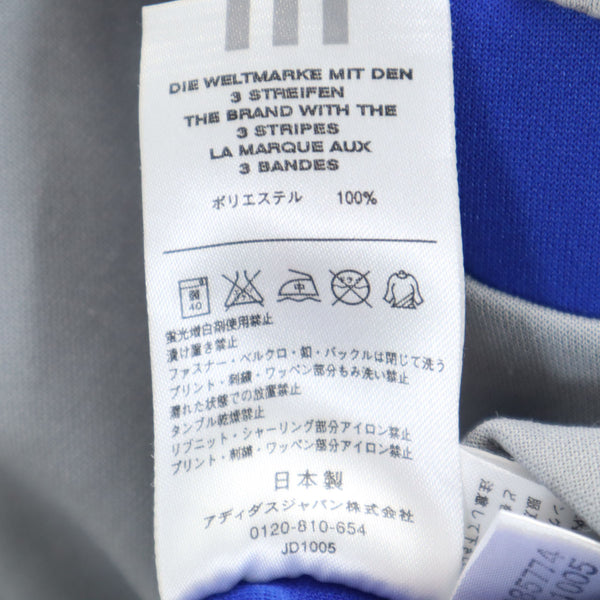 DIE WELTMARKE MIT DEN
3 STREIFEN
THE BRAND WITH THE
3 STRIPES
LA MARQUE AUX
3 BANDES
ポリエステル 100%
弱
40
中
蛍光増白剤使用禁止
漬け置き禁止
ファスナー・ベルクロ・釦・バックルは閉じて洗う
プリント・刺繍・ワッペン部分もみ洗い禁止
濡れた状態での放置禁止
タンブル乾燥禁止
リブニット・シャーリング部分アイロン禁止
プリント・刺繍・ワッペン部分アイロン禁止
日本製
アディダスジャパン株式会社
0120-810-654
JD1005
85774
1005